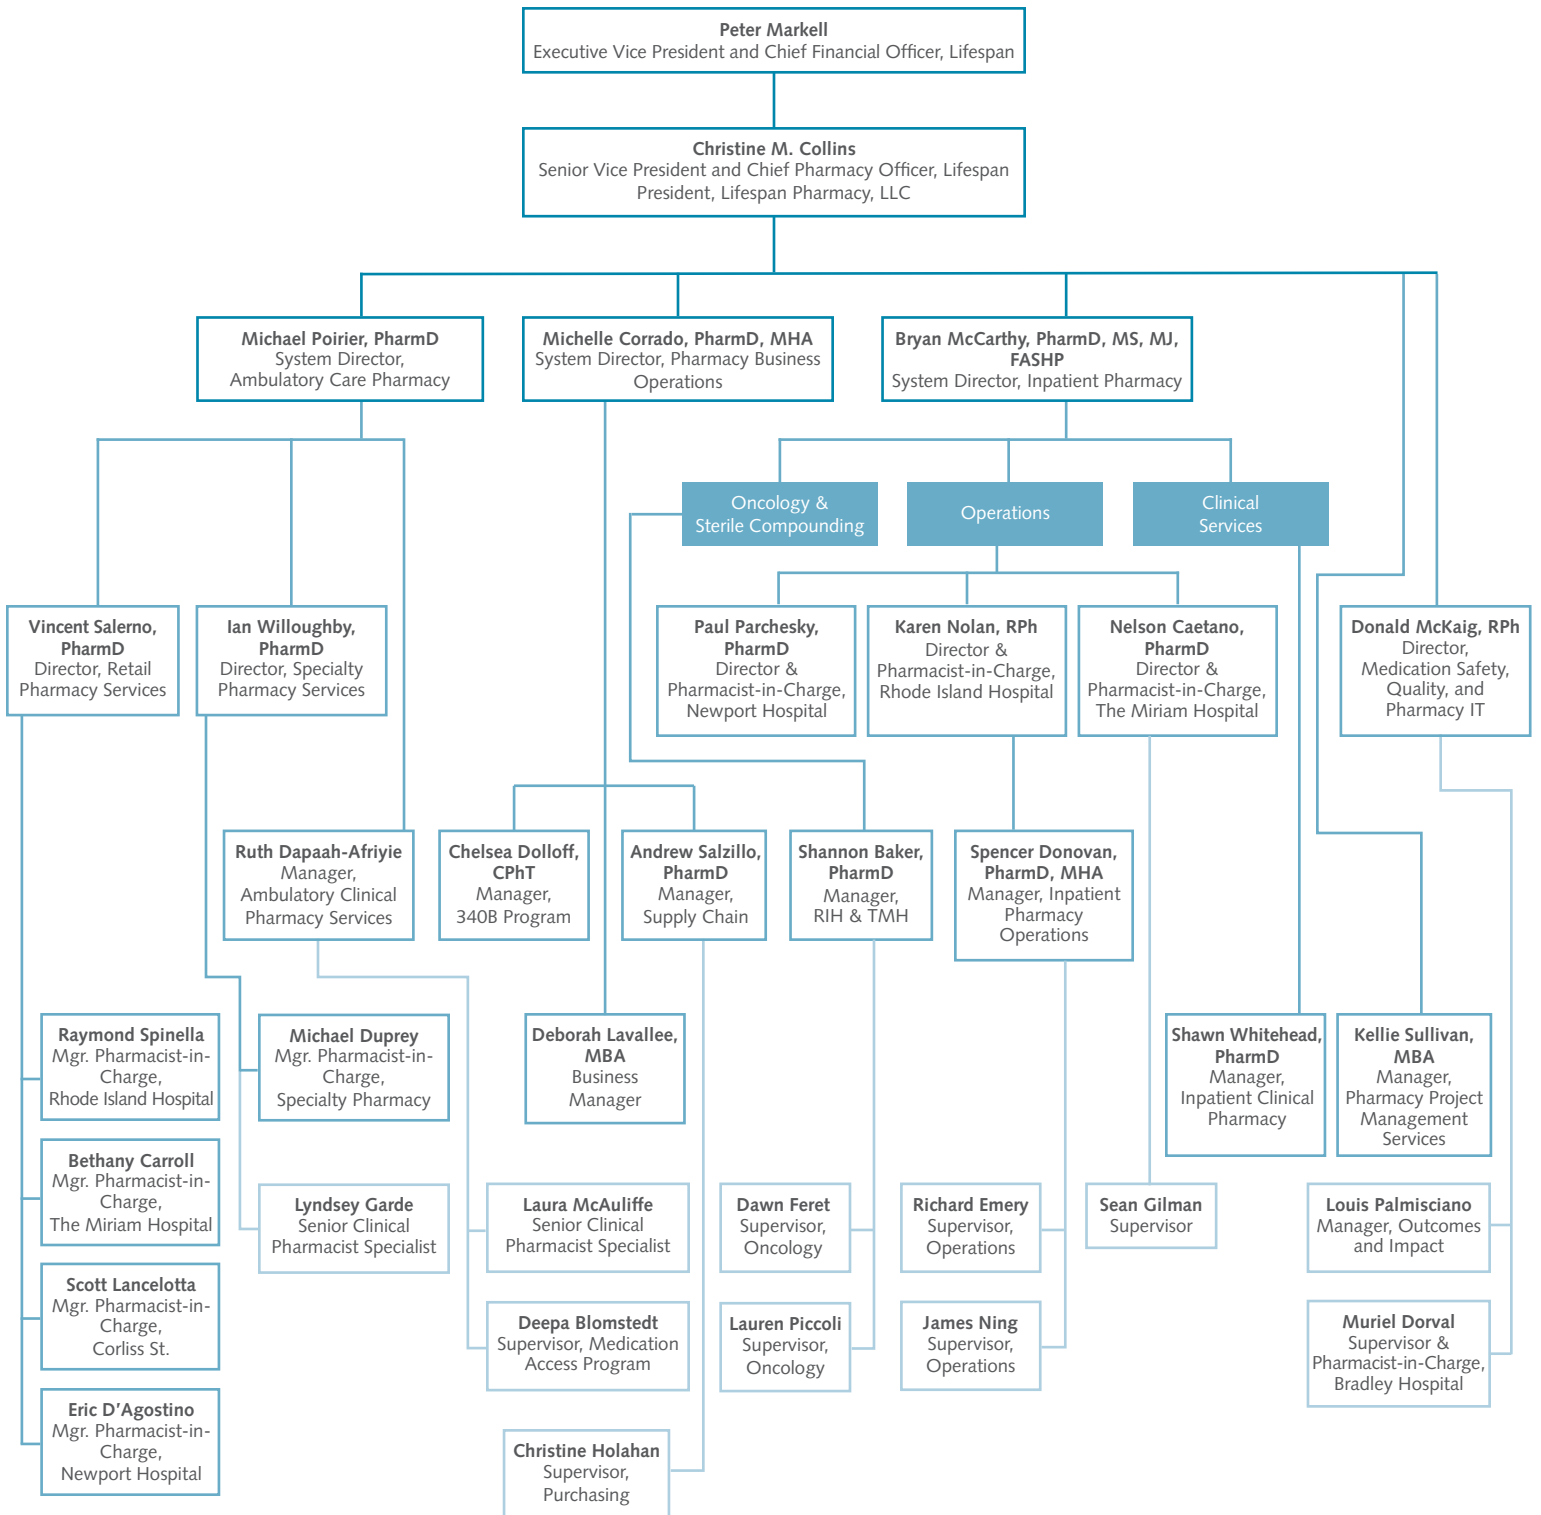 Peter Markell
Executive Vice President and Chief Financial Officer, Lifespan
Christine M. Collins
Senior Vice President and Chief Pharmacy Officer, Lifespan
President, Lifespan Pharmacy, LLC
Michael Poirier, PharmD
System Director,
Ambulatory Care Pharmacy
Michelle Corrado, PharmD, MHA
System Director, Pharmacy Business
Operations
Bryan McCarthy, PharmD, MS, MJ,
FASHP
System Director, Inpatient Pharmacy
Oncology &
Sterile Compounding
Operations
Clinical
Services
Vincent Salerno,
PharmD
Director, Retail
Pharmacy Services
Ian Willoughby,
PharmD
Director, Specialty
Pharmacy Services
Paul Parchesky,
PharmD
Director &
Pharmacist-in-Charge,
Newport Hospital
Karen Nolan, RPh
Director &
Pharmacist-in-Charge,
Rhode Island Hospital
Nelson Caetano,
PharmD
Director &
Pharmacist-in-Charge,
The Miriam Hospital
Donald McKaig, RPh
Director,
Medication Safety,
Quality, and
Pharmacy IT
Ruth Dapaah-Afriyie
Manager,
Ambulatory Clinical
Pharmacy Services
Chelsea Dolloff,
CPhT
Manager,
340B Program
Andrew Salzillo,
PharmD
Manager,
Supply Chain
Shannon Baker,
PharmD
Manager,
RIH & TMH
Spencer Donovan,
PharmD, MHA
Manager, Inpatient
Pharmacy
Operations
Raymond Spinella
Mgr. Pharmacist-in-
Charge,
Rhode Island Hospital
Michael Duprey
Mgr. Pharmacist-in-
Charge,
Specialty Pharmacy
Deborah Lavallee,
MBA
Business
Manager
Shawn Whitehead,
PharmD
Manager,
Inpatient Clinical
Pharmacy
Kellie Sullivan,
MBA
Manager,
Pharmacy Project
Management
Services
Bethany Carroll
Mgr. Pharmacist-in-
Charge,
The Miriam Hospital
Lyndsey Garde
Senior Clinical
Pharmacist Specialist
Laura McAuliffe
Senior Clinical
Pharmacist Specialist
Dawn Feret
Supervisor,
Oncology
Richard Emery
Supervisor,
Operations
Sean Gilman
Supervisor
Louis Palmisciano
Manager, Outcomes
and Impact
Scott Lancelotta
Mgr. Pharmacist-in-
Charge,
Corliss St.
Deepa Blomstedt
Supervisor, Medication
Access Program
Lauren Piccoli
Supervisor,
Oncology
James Ning
Supervisor,
Operations
Muriel Dorval
Supervisor &
Pharmacist-in-Charge,
Bradley Hospital
Eric D'Agostino
Mgr. Pharmacist-in-
Charge,
Newport Hospital
Christine Holahan
Supervisor,
Purchasing